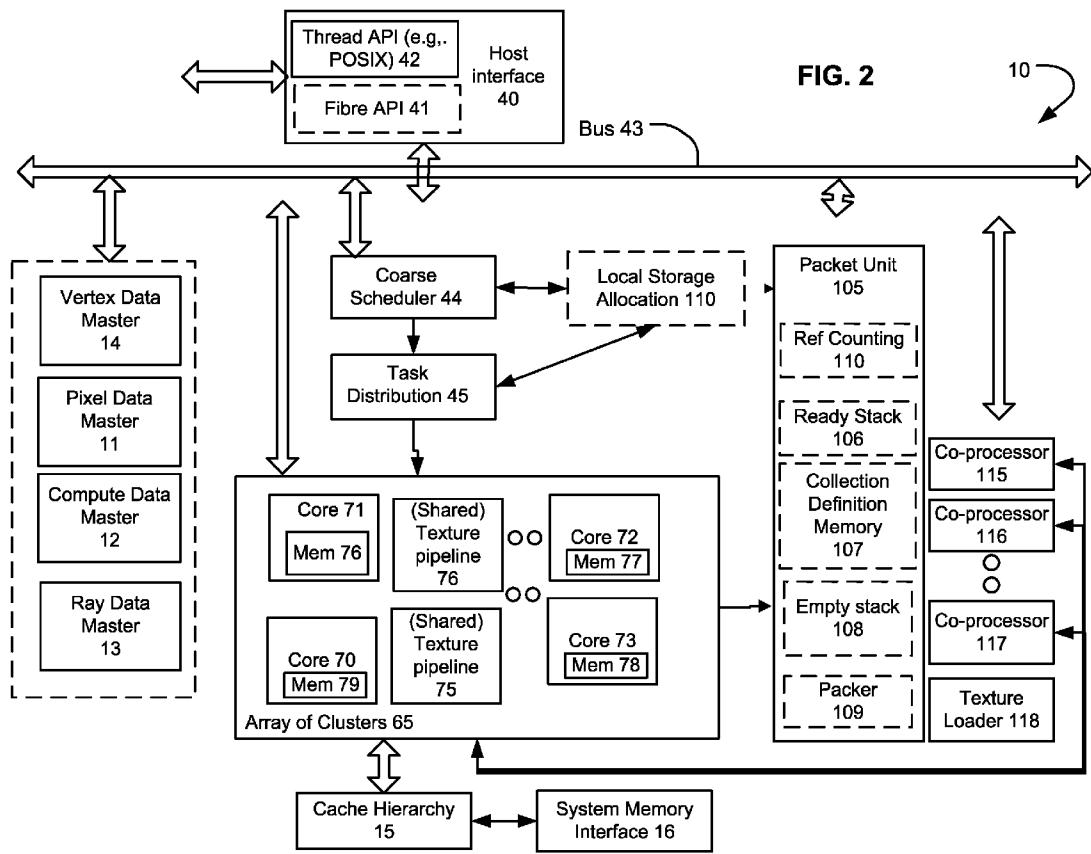 Thread API (e.g,.
POSIX) 42
Host
interface
40
Fibre API 41
FIG. 2
10
Bus 43
Vertex Data
Master
14
Pixel Data
Master
11
Compute Data
Master
12
Ray Data
Master
13
Coarse
Scheduler 44
Local Storage
Allocation 110
Task
Distribution 45
Packet Unit
105
Ref Counting
110
Ready Stack
106
Collection
Definition
Memory
107
Empty stack
108
Packer
109
Co-processor
115
Co-processor
116
Co-processor
117
Texture
Loader 118
Core 71
Mem 76
(Shared)
Texture
pipeline
76
Core 72
Mem 77
Core 70
Mem 79
(Shared)
Texture
pipeline
75
Core 73
Mem 78
Array of Clusters 65
Cache Hierarchy
15
System Memory
Interface 16